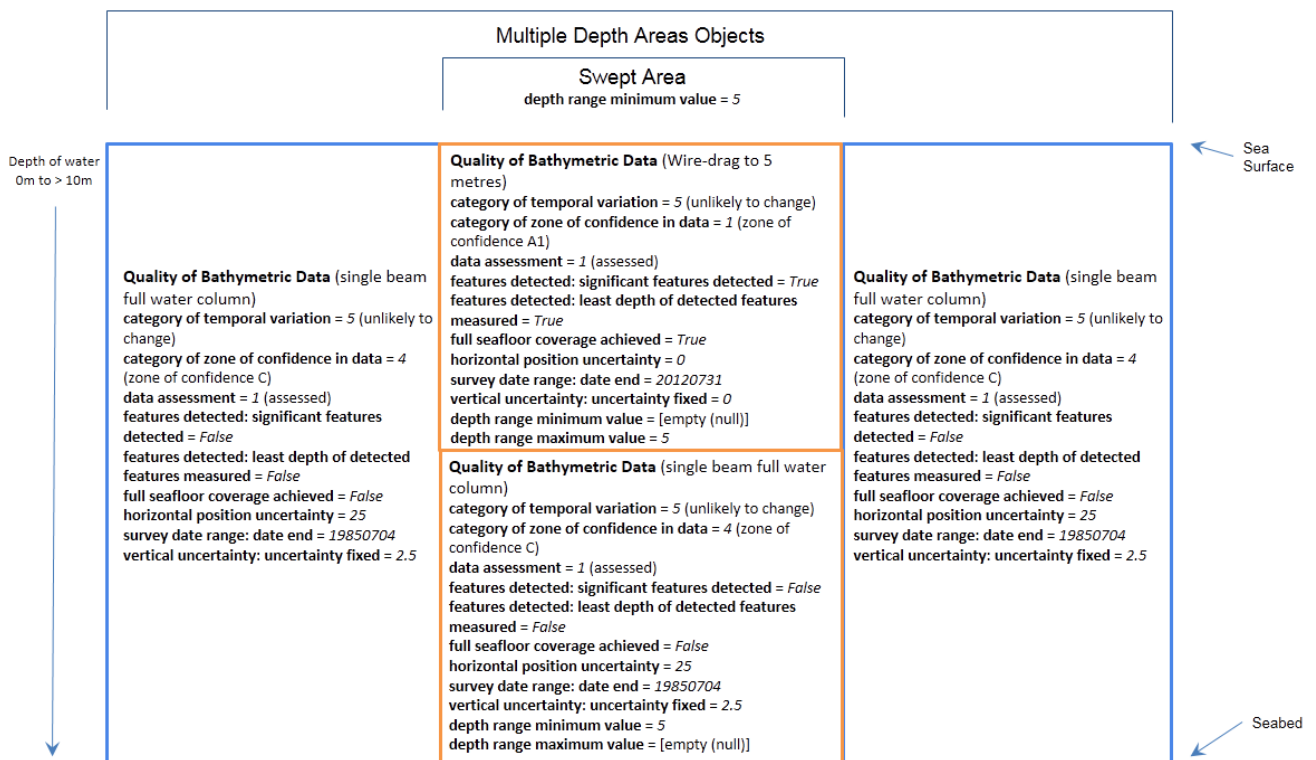 Multiple Depth Areas Objects
Swept Area
depth range minimum value = 5
Depth of water
0m to > 10m
Sea
Surface
Quality of Bathymetric Data (single beam
full water column)
category of temporal variation = 5 (unlikely to
change)
category of zone of confidence in data = 4
(zone of confidence C)
data assessment = 1 (assessed)
features detected: significant features
detected = False
features detected: least depth of detected
features measured = False
full seafloor coverage achieved = False
horizontal position uncertainty = 25
survey date range: date end = 19850704
vertical uncertainty: uncertainty fixed = 2.5
Quality of Bathymetric Data (Wire-drag to 5
metres)
category of temporal variation = 5 (unlikely to change)
category of zone of confidence in data = 1 (zone of
confidence A1)
data assessment = 1 (assessed)
features detected: significant features detected = True
features detected: least depth of detected features
measured = True
full seafloor coverage achieved = True
horizontal position uncertainty = 0
survey date range: date end = 20120731
vertical uncertainty: uncertainty fixed = 0
depth range minimum value = [empty (null)]
depth range maximum value = 5
Quality of Bathymetric Data (single beam full water
column)
category of temporal variation = 5 (unlikely to change)
category of zone of confidence in data = 4 (zone of
confidence C)
data assessment = 1 (assessed)
features detected: significant features detected = False
features detected: least depth of detected features
measured = False
full seafloor coverage achieved = False
horizontal position uncertainty = 25
survey date range: date end = 19850704
vertical uncertainty: uncertainty fixed = 2.5
depth range minimum value = 5
depth range maximum value = [empty (null)]
Quality of Bathymetric Data (single beam
full water column)
category of temporal variation = 5 (unlikely to
change)
category of zone of confidence in data = 4
(zone of confidence C)
data assessment = 1 (assessed)
features detected: significant features
detected = False
features detected: least depth of detected
features measured = False
full seafloor coverage achieved = False
horizontal position uncertainty = 25
survey date range: date end = 19850704
vertical uncertainty: uncertainty fixed = 2.5
Seabed